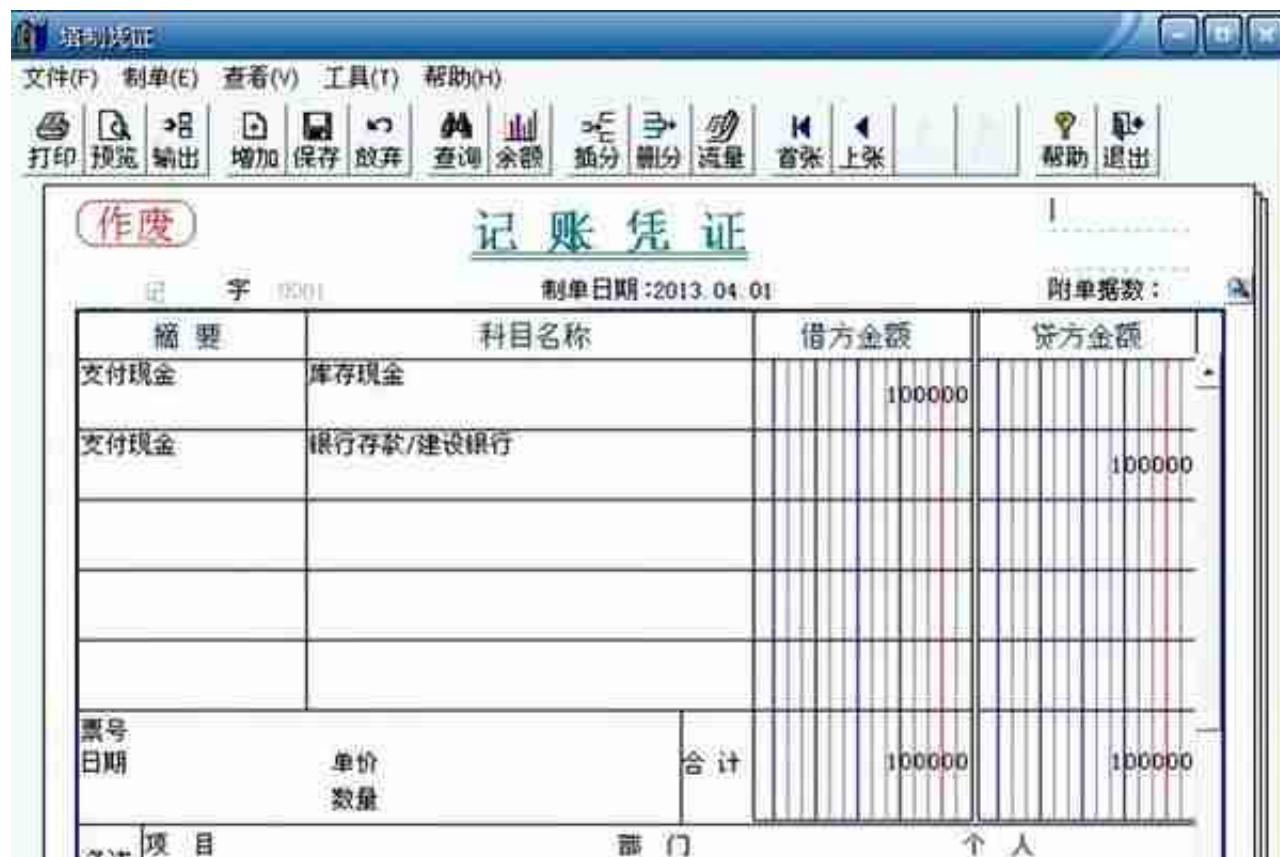 填制凭证
文件(F) 制单(E) 查看(V) 工具(T) 帮助(H)
打印 预览 输出 增加 保存 放弃 查询 余额 插分 删分 流量 首张 上张 帮助 退出
作废
记 账 凭 证
记 字 0001 制单日期:2013.04.01 附单据数:
摘 要 科目名称 借方金额 贷方金额
支付现金 库存现金 100000
支付现金 银行存款/建设银行 100000
票号
日期 单价 合 计 100000 100000
数量
项 目 部 门 个 人